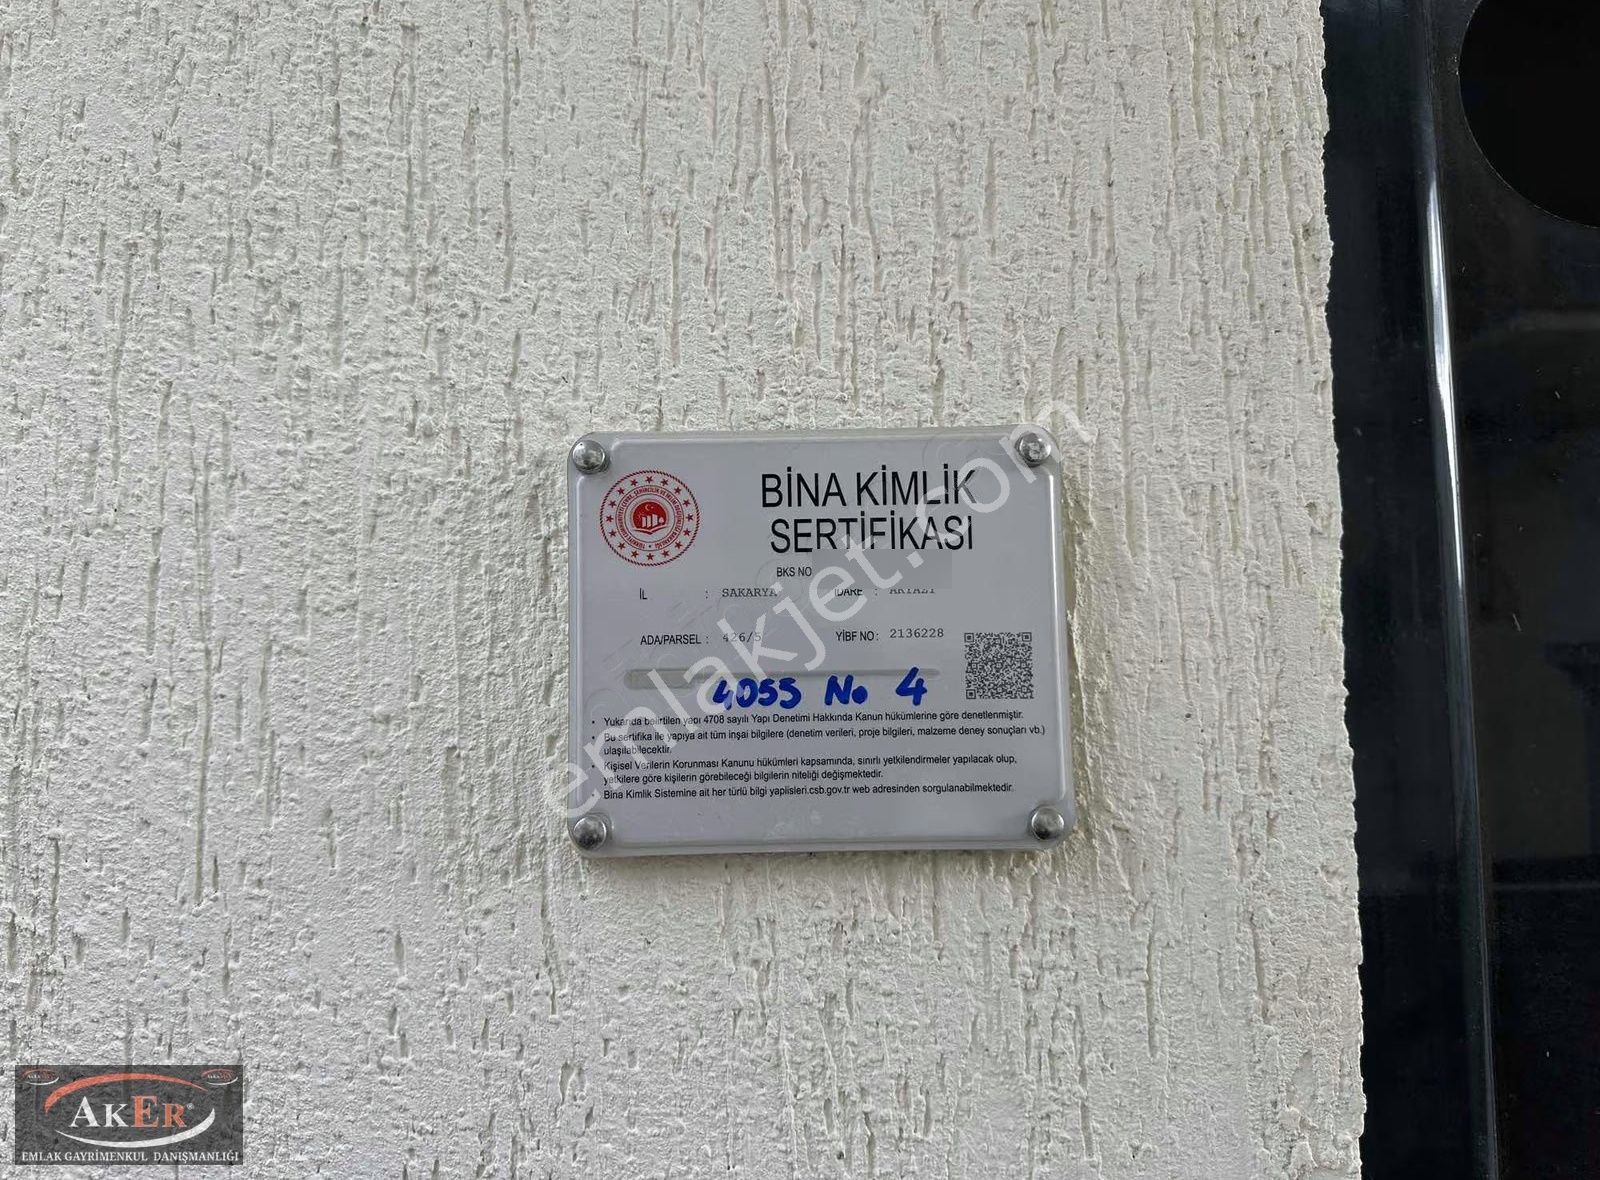 BİNA KİMLİK
SERTİFİKASI
BKS NO
İL : SAKARYA İDARE : AKYAZI
ADA/PARSEL : 426/5 YİBF NO : 2136228
4055 No 4
• Yukarıda belirtilen yapı 4708 sayılı Yapı Denetimi Hakkında Kanun hükümlerine göre denetlenmiştir.
• Bu sertifika ile yapıya ait tüm inşai bilgilere (denetim verileri, proje bilgileri, malzeme deney sonuçları vb.)
ulaşılabilecektir.
Kişisel Verilerin Korunması Kanunu hükümleri kapsamında, sınırlı yetkilendirmeler yapılacak olup,
yetkilere göre kişilerin görebileceği bilgilerin niteliği değişmektedir.
• Bina Kimlik Sistemine ait her türlü bilgi yapiisleri.csb.gov.tr web adresinden sorgulanabilmektedir.
emlakjet.com
AKER
EMLAK GAYRİMENKUL DANIŞMANLIĞI